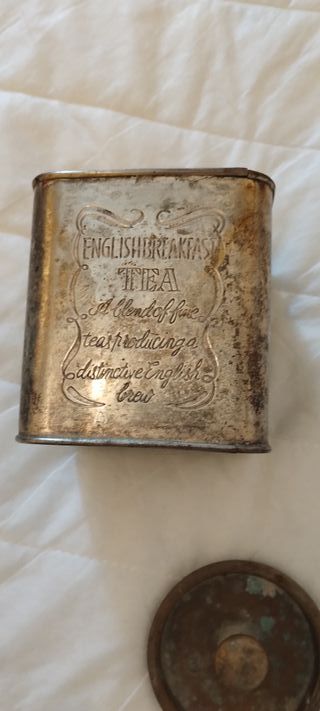 ENGLISH BREAKFAST
TEA
A blend of fine
teas producing a
distinctive English
brew